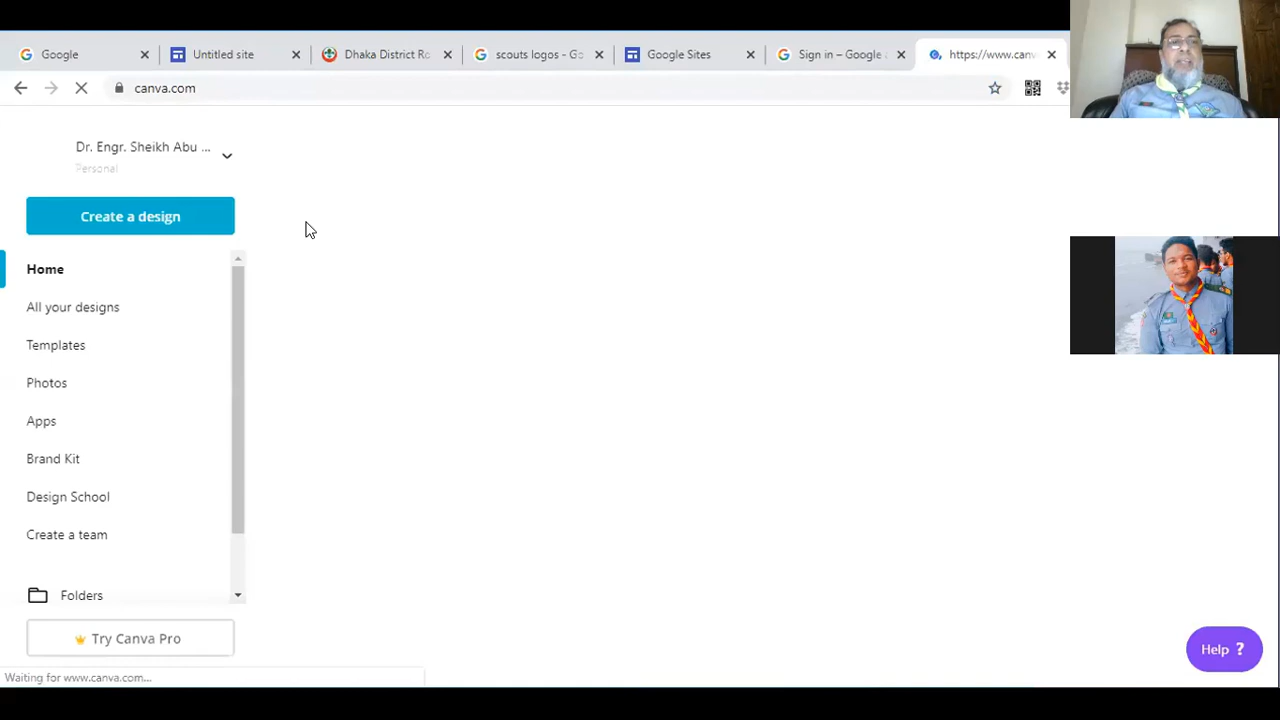 Google
Untitled site
Dhaka District Ro
scouts logos - Go
Google Sites
Sign in – Google a
https://www.canv
canva.com
Dr. Engr. Sheikh Abu ...
Personal
Create a design
Home
All your designs
Templates
Photos
Apps
Brand Kit
Design School
Create a team
Folders
Try Canva Pro
Help ?
Waiting for www.canva.com...